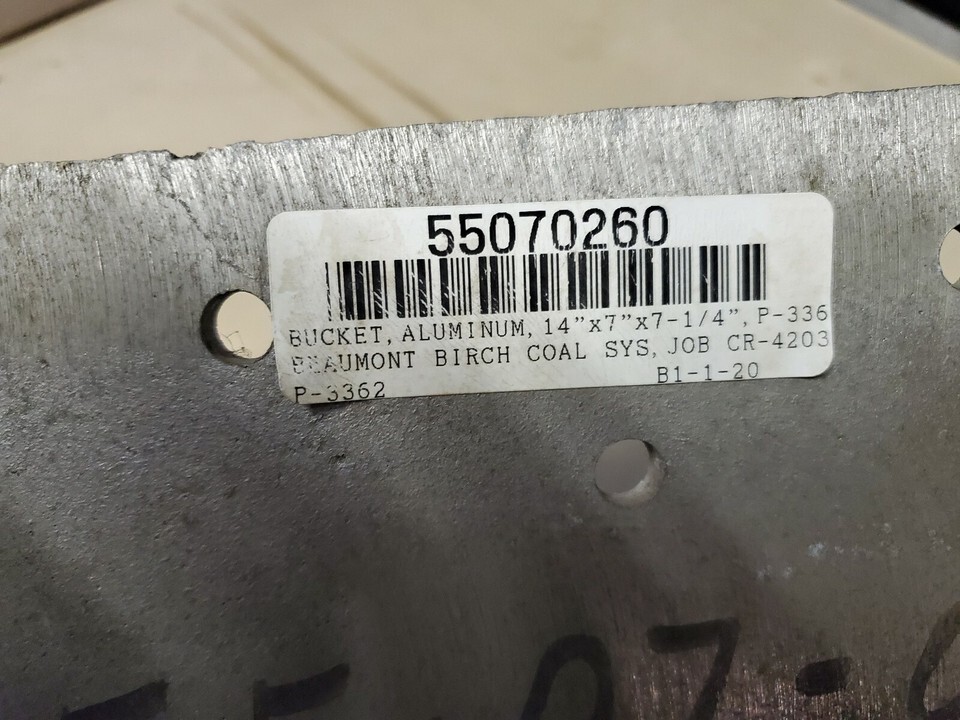 55070260
BUCKET, ALUMINUM, 14"x7"x7-1/4", P-336
BEAUMONT BIRCH COAL SYS, JOB CR-4203
P-3362 B1-1-20
07-